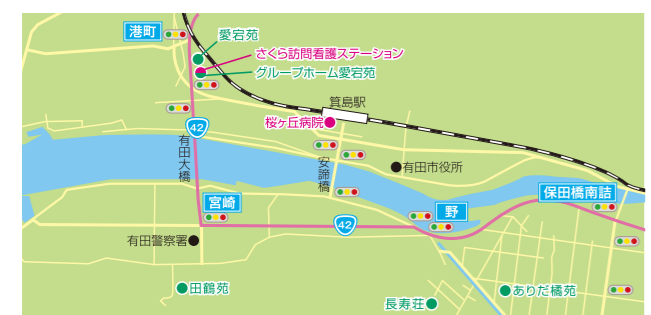 港町
愛宕苑
さくら訪問看護ステーション
グループホーム愛宕苑
箕島駅
桜ヶ丘病院
42
有田大橋
安諦橋
有田市役所
宮崎
野
保田橋南詰
42
有田警察署
田鶴苑
長寿荘
ありだ橘苑